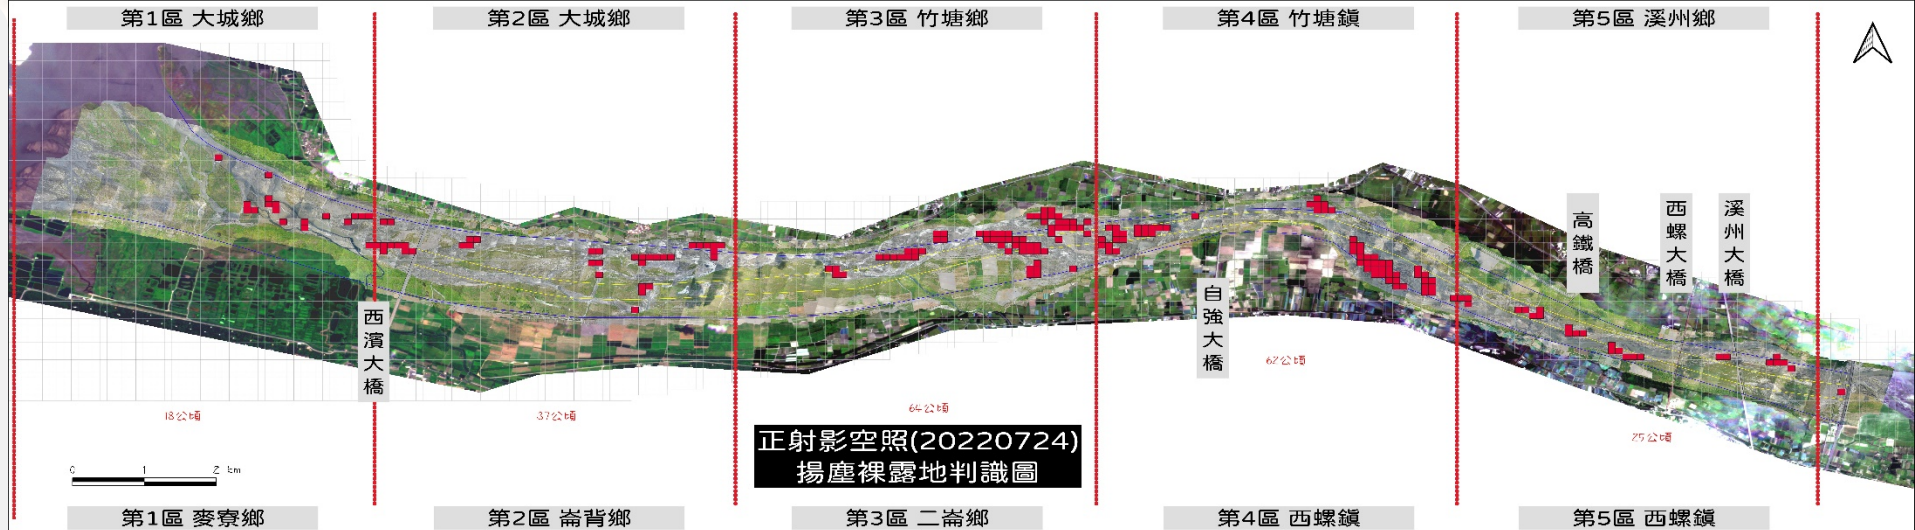 第1區 大城鄉
第2區 大城鄉
第3區 竹塘鄉
第4區 竹塘鎮
第5區 溪州鄉
高鐵橋
西螺大橋
溪州大橋
西濱大橋
自強大橋
18公頃
37公頃
64公頃
62公頃
25公頃
正射影空照(20220724)
揚塵裸露地判識圖
0 1 2 km
第1區 麥寮鄉
第2區 崙背鄉
第3區 二崙鄉
第4區 西螺鎮
第5區 西螺鎮